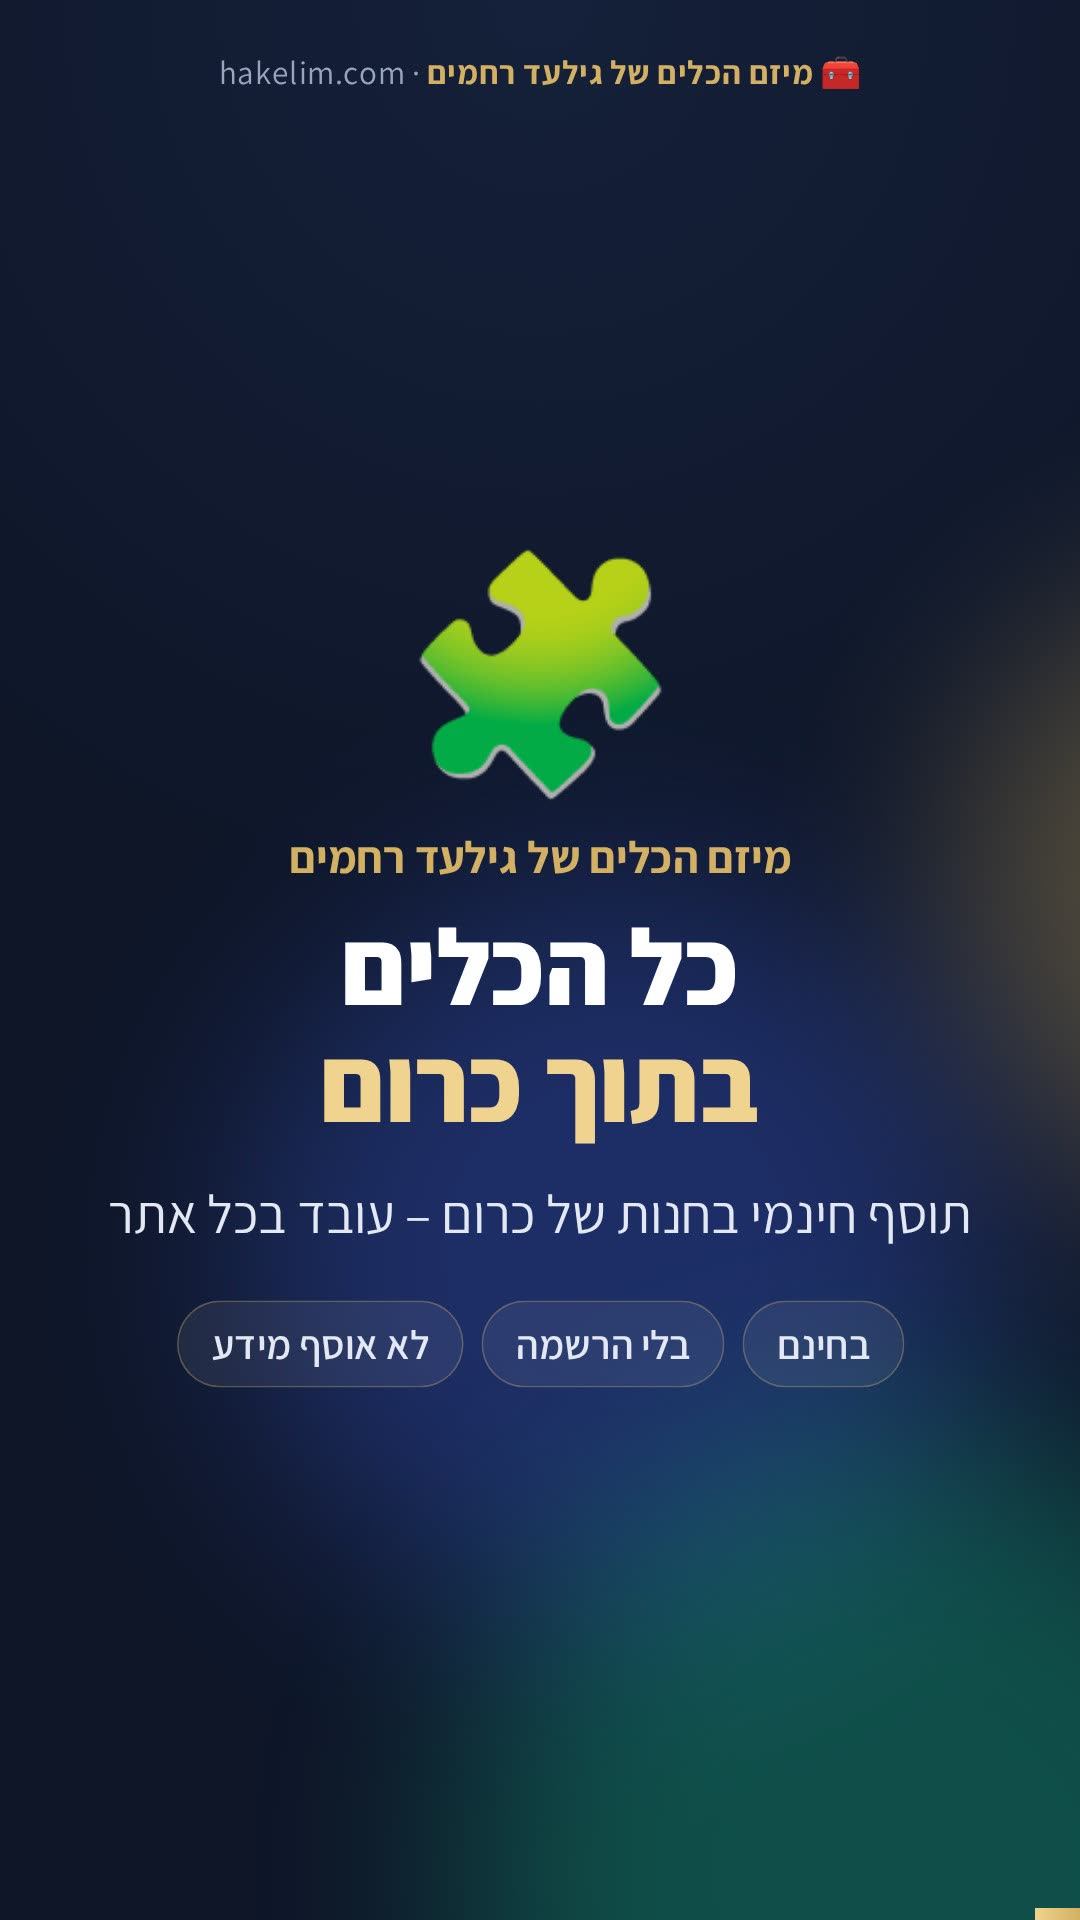 🧰 מיזם הכלים של גילעד רחמים · hakelim.com
מיזם הכלים של גילעד רחמים
כל הכלים
בתוך כרום
תוסף חינמי בחנות של כרום – עובד בכל אתר
בחינם
בלי הרשמה
לא אוסף מידע